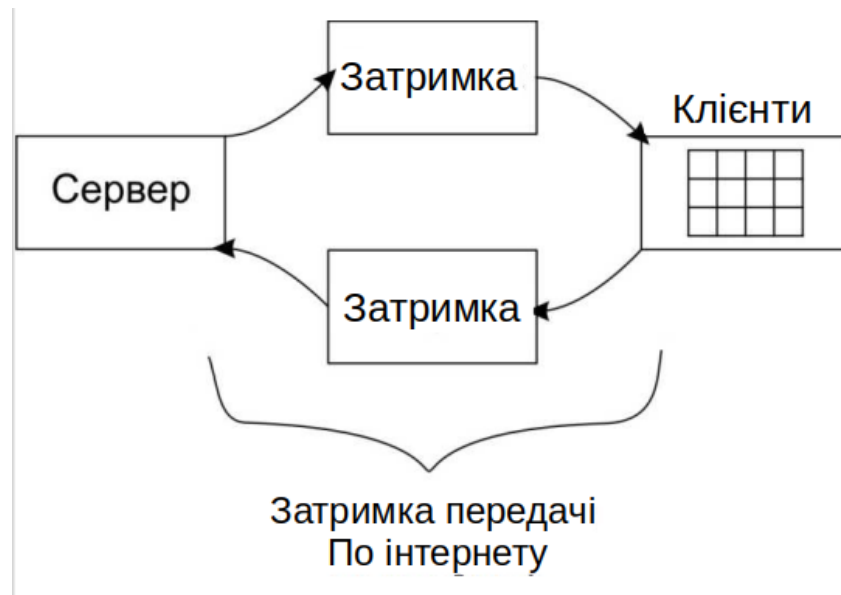 Затримка
Клієнти
Сервер
Затримка
Затримка передачі
По інтернету